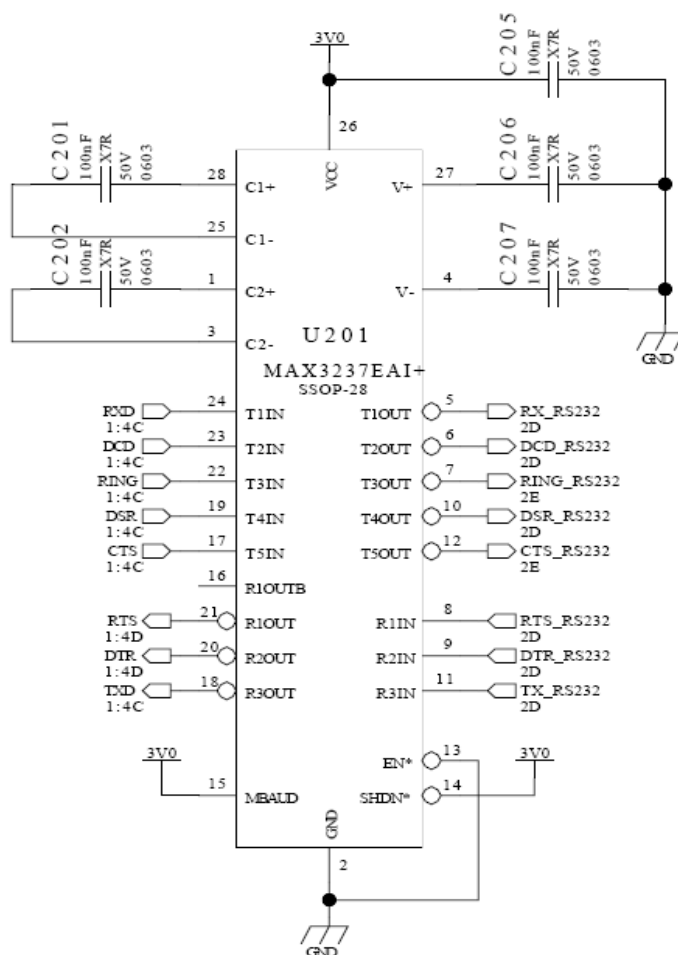 3V0
C205
100nF
X7R
50V
0603
26
VCC
C201
100nF
X7R
50V
0603
28
C1+
V+
27
C206
100nF
X7R
50V
0603
25
C1-
C202
100nF
X7R
50V
0603
1
C2+
V-
4
C207
100nF
X7R
50V
0603
3
C2-
GND
U201
MAX3237EAI+
SSOP-28
RXD
1:4C
24
T1IN
T1OUT
5
RX_RS232
2D
DCD
1:4C
23
T2IN
T2OUT
6
DCD_RS232
2D
RING
1:4C
22
T3IN
T3OUT
7
RING_RS232
2E
DSR
1:4C
19
T4IN
T4OUT
10
DSR_RS232
2D
CTS
1:4C
17
T5IN
T5OUT
12
CTS_RS232
2E
16
R1OUTB
RTS
1:4D
21
R1OUT
R1IN
8
RTS_RS232
2D
DTR
1:4D
20
R2OUT
R2IN
9
DTR_RS232
2D
TXD
1:4C
18
R3OUT
R3IN
11
TX_RS232
2D
EN*
13
3V0
15
MBAUD
SHDN*
14
3V0
GND
2
GND